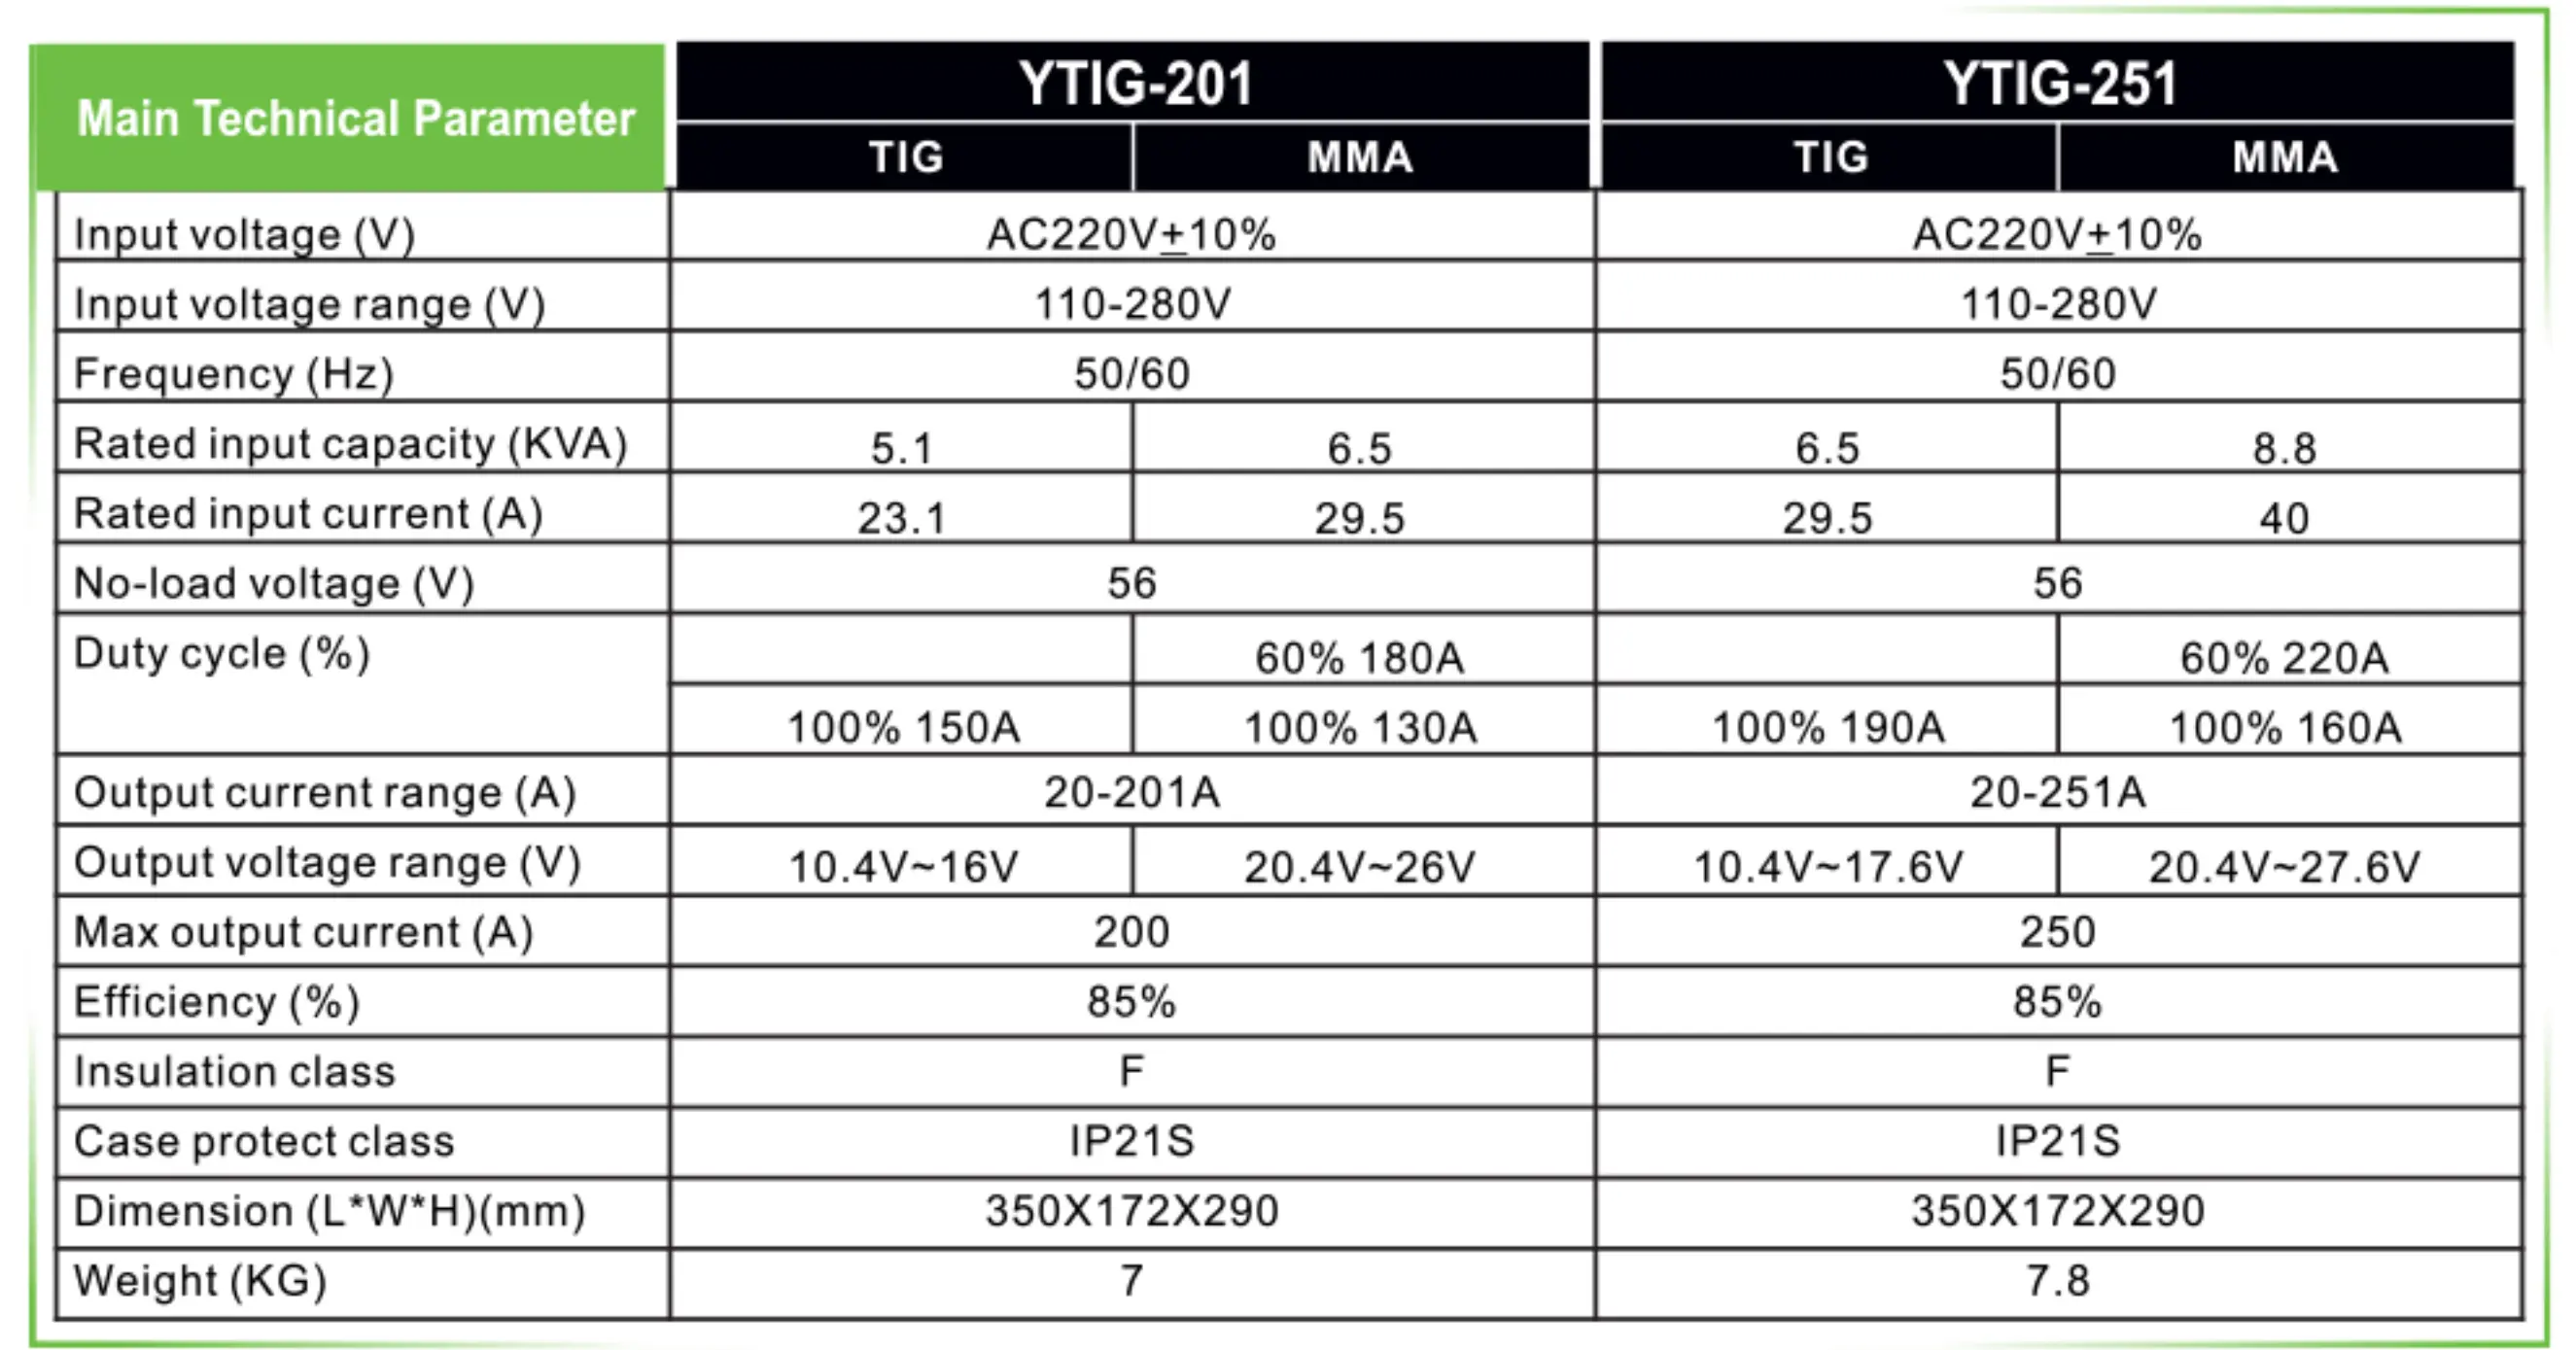 Main Technical Parameter YTIG-201 YTIG-251
TIG MMA TIG MMA
Input voltage (V) AC220V±10% AC220V±10%
Input voltage range (V) 110-280V 110-280V
Frequency (Hz) 50/60 50/60
Rated input capacity (KVA) 5.1 6.5 6.5 8.8
Rated input current (A) 23.1 29.5 29.5 40
No-load voltage (V) 56 56
Duty cycle (%) 60% 180A 60% 220A
100% 150A 100% 130A 100% 190A 100% 160A
Output current range (A) 20-201A 20-251A
Output voltage range (V) 10.4V~16V 20.4V~26V 10.4V~17.6V 20.4V~27.6V
Max output current (A) 200 250
Efficiency (%) 85% 85%
Insulation class F F
Case protect class IP21S IP21S
Dimension (L*W*H)(mm) 350X172X290 350X172X290
Weight (KG) 7 7.8